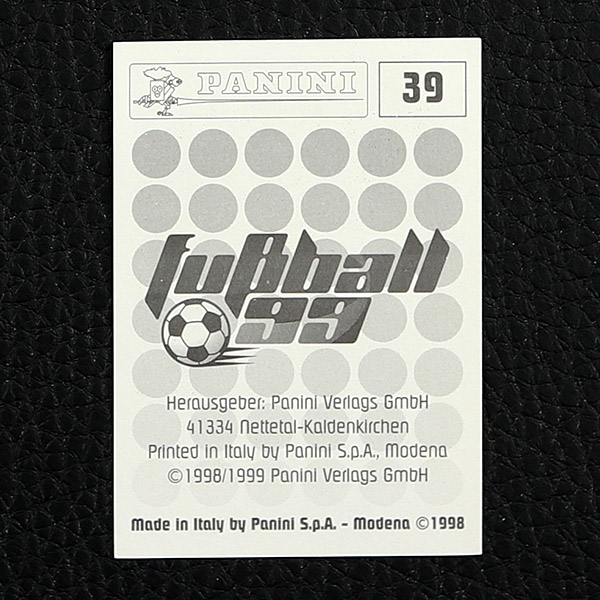 PANINI 39
fußball
99
Herausgeber: Panini Verlags GmbH
41334 Nettetal-Kaldenkirchen
Printed in Italy by Panini S.p.A., Modena
©1998/1999 Panini Verlags GmbH
Made in Italy by Panini S.p.A. - Modena ©1998